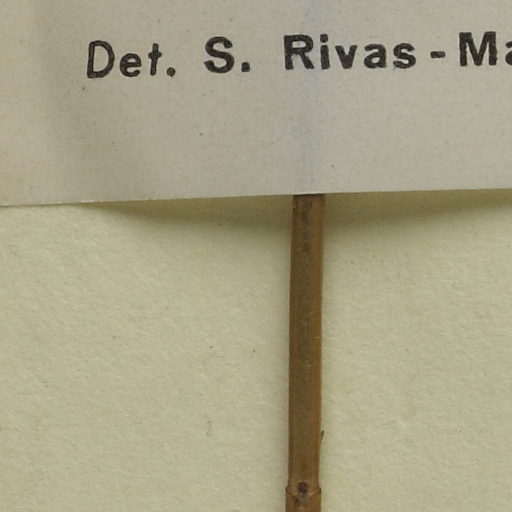 Det. S. Rivas - Ma